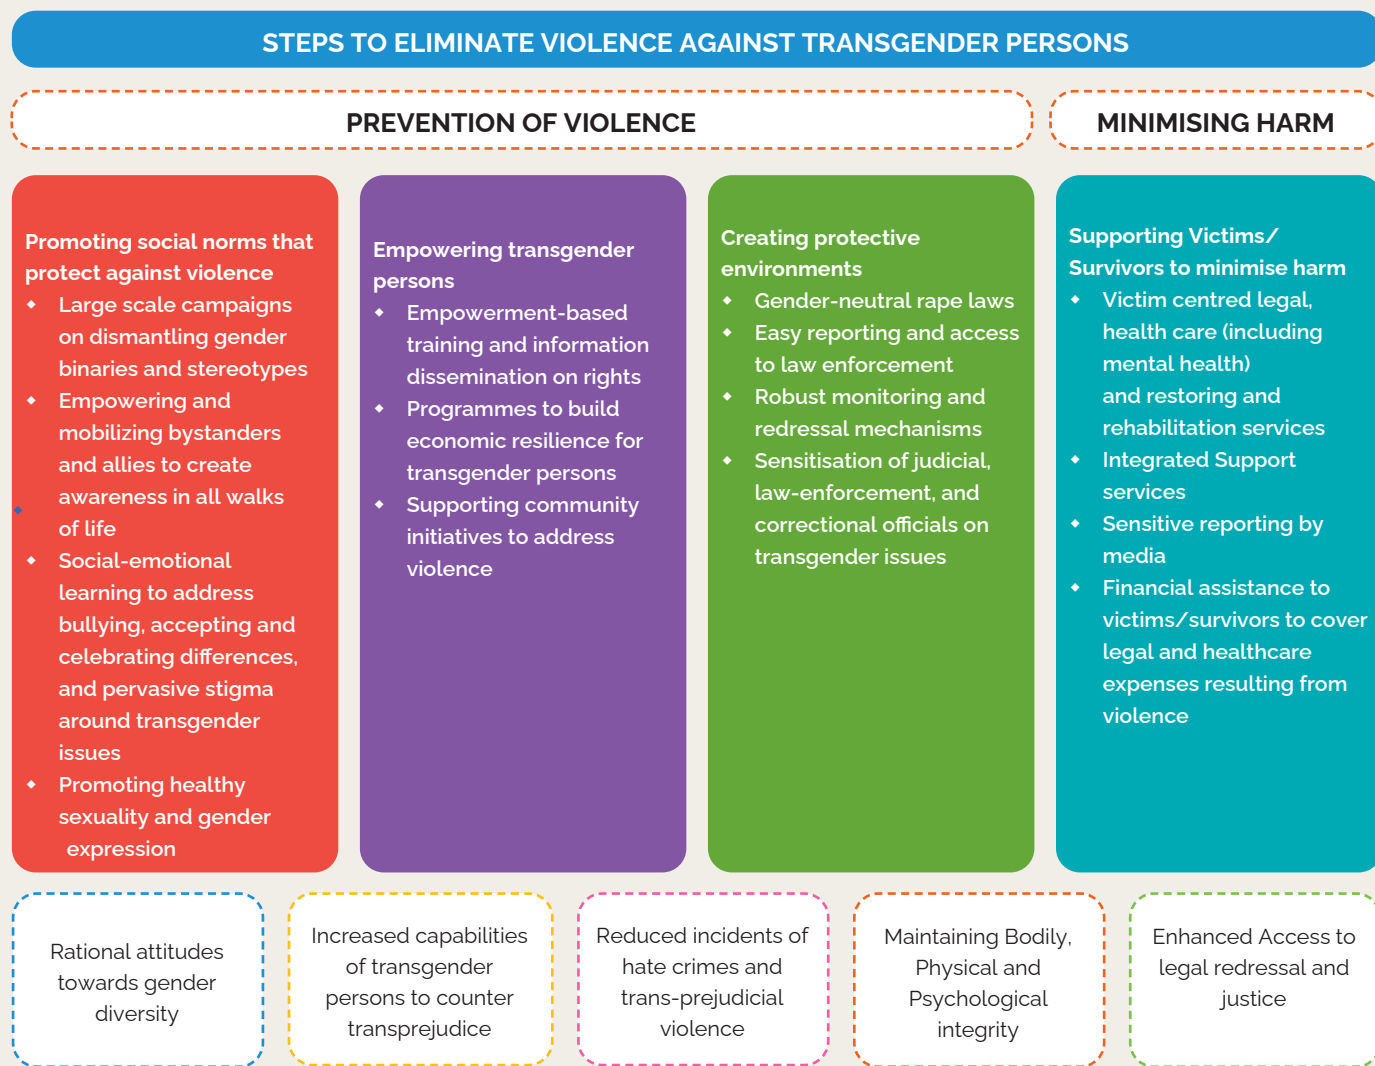 STEPS TO ELIMINATE VIOLENCE AGAINST TRANSGENDER PERSONS
PREVENTION OF VIOLENCE
MINIMISING HARM
Promoting social norms that
protect against violence
Large scale campaigns
on dismantling gender
binaries and stereotypes
Empowering and
mobilizing bystanders
and allies to create
awareness in all walks
of life
Social-emotional
learning to address
bullying, accepting and
celebrating differences,
and pervasive stigma
around transgender
issues
Promoting healthy
sexuality and gender
expression
Empowering transgender
persons
Empowerment-based
training and information
dissemination on rights
Programmes to build
economic resilience for
transgender persons
Supporting community
initiatives to address
violence
Creating protective
environments
Gender-neutral rape laws
Easy reporting and access
to law enforcement
Robust monitoring and
redressal mechanisms
Sensitisation of judicial,
law-enforcement, and
correctional officials on
transgender issues
Supporting Victims/
Survivors to minimise harm
Victim centred legal,
health care (including
mental health)
and restoring and
rehabilitation services
Integrated Support
services
Sensitive reporting by
media
Financial assistance to
victims/survivors to cover
legal and healthcare
expenses resulting from
violence
Rational attitudes
towards gender
diversity
Increased capabilities
of transgender
persons to counter
transprejudice
Reduced incidents of
hate crimes and
trans-prejudicial
violence
Maintaining Bodily,
Physical and
Psychological
integrity
Enhanced Access to
legal redressal and
justice